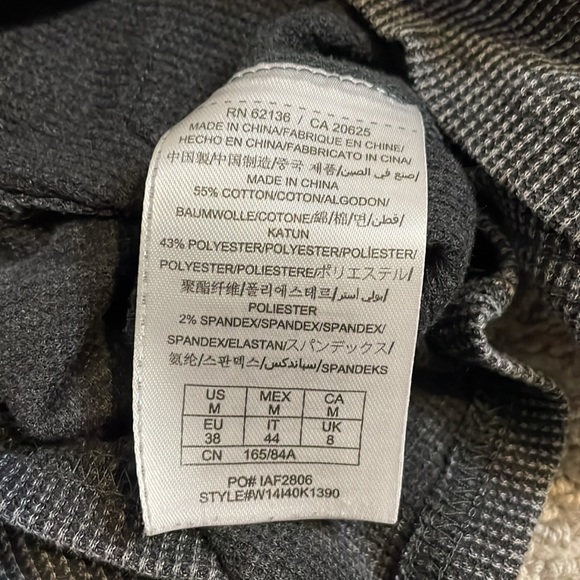 RN 62136 / CA 20625
MADE IN CHINA/FABRIQUE EN CHINE/
HECHO EN CHINA/FABBRICATO IN CINA/
中国製/中国制造/중국 제품/صنع في الصين/
MADE IN CHINA
55% COTTON/COTON/ALGODON/
BAUMWOLLE/COTONE/綿/棉/면/قطن/
KATUN
43% POLYESTER/POLYESTER/POLIESTER/
POLYESTER/POLIESTERE/ポリエステル/
聚酯纤维/폴리에스테르/بولي أستر/
POLIESTER
2% SPANDEX/SPANDEX/SPANDEX/
SPANDEX/ELASTAN/スパンデックス/
氨纶/스판덱스/سباندكس/SPANDEKS
US MEX CA
M M M
EU IT UK
38 44 8
CN 165/84A
PO# IAF2806
STYLE#W14I40K1390